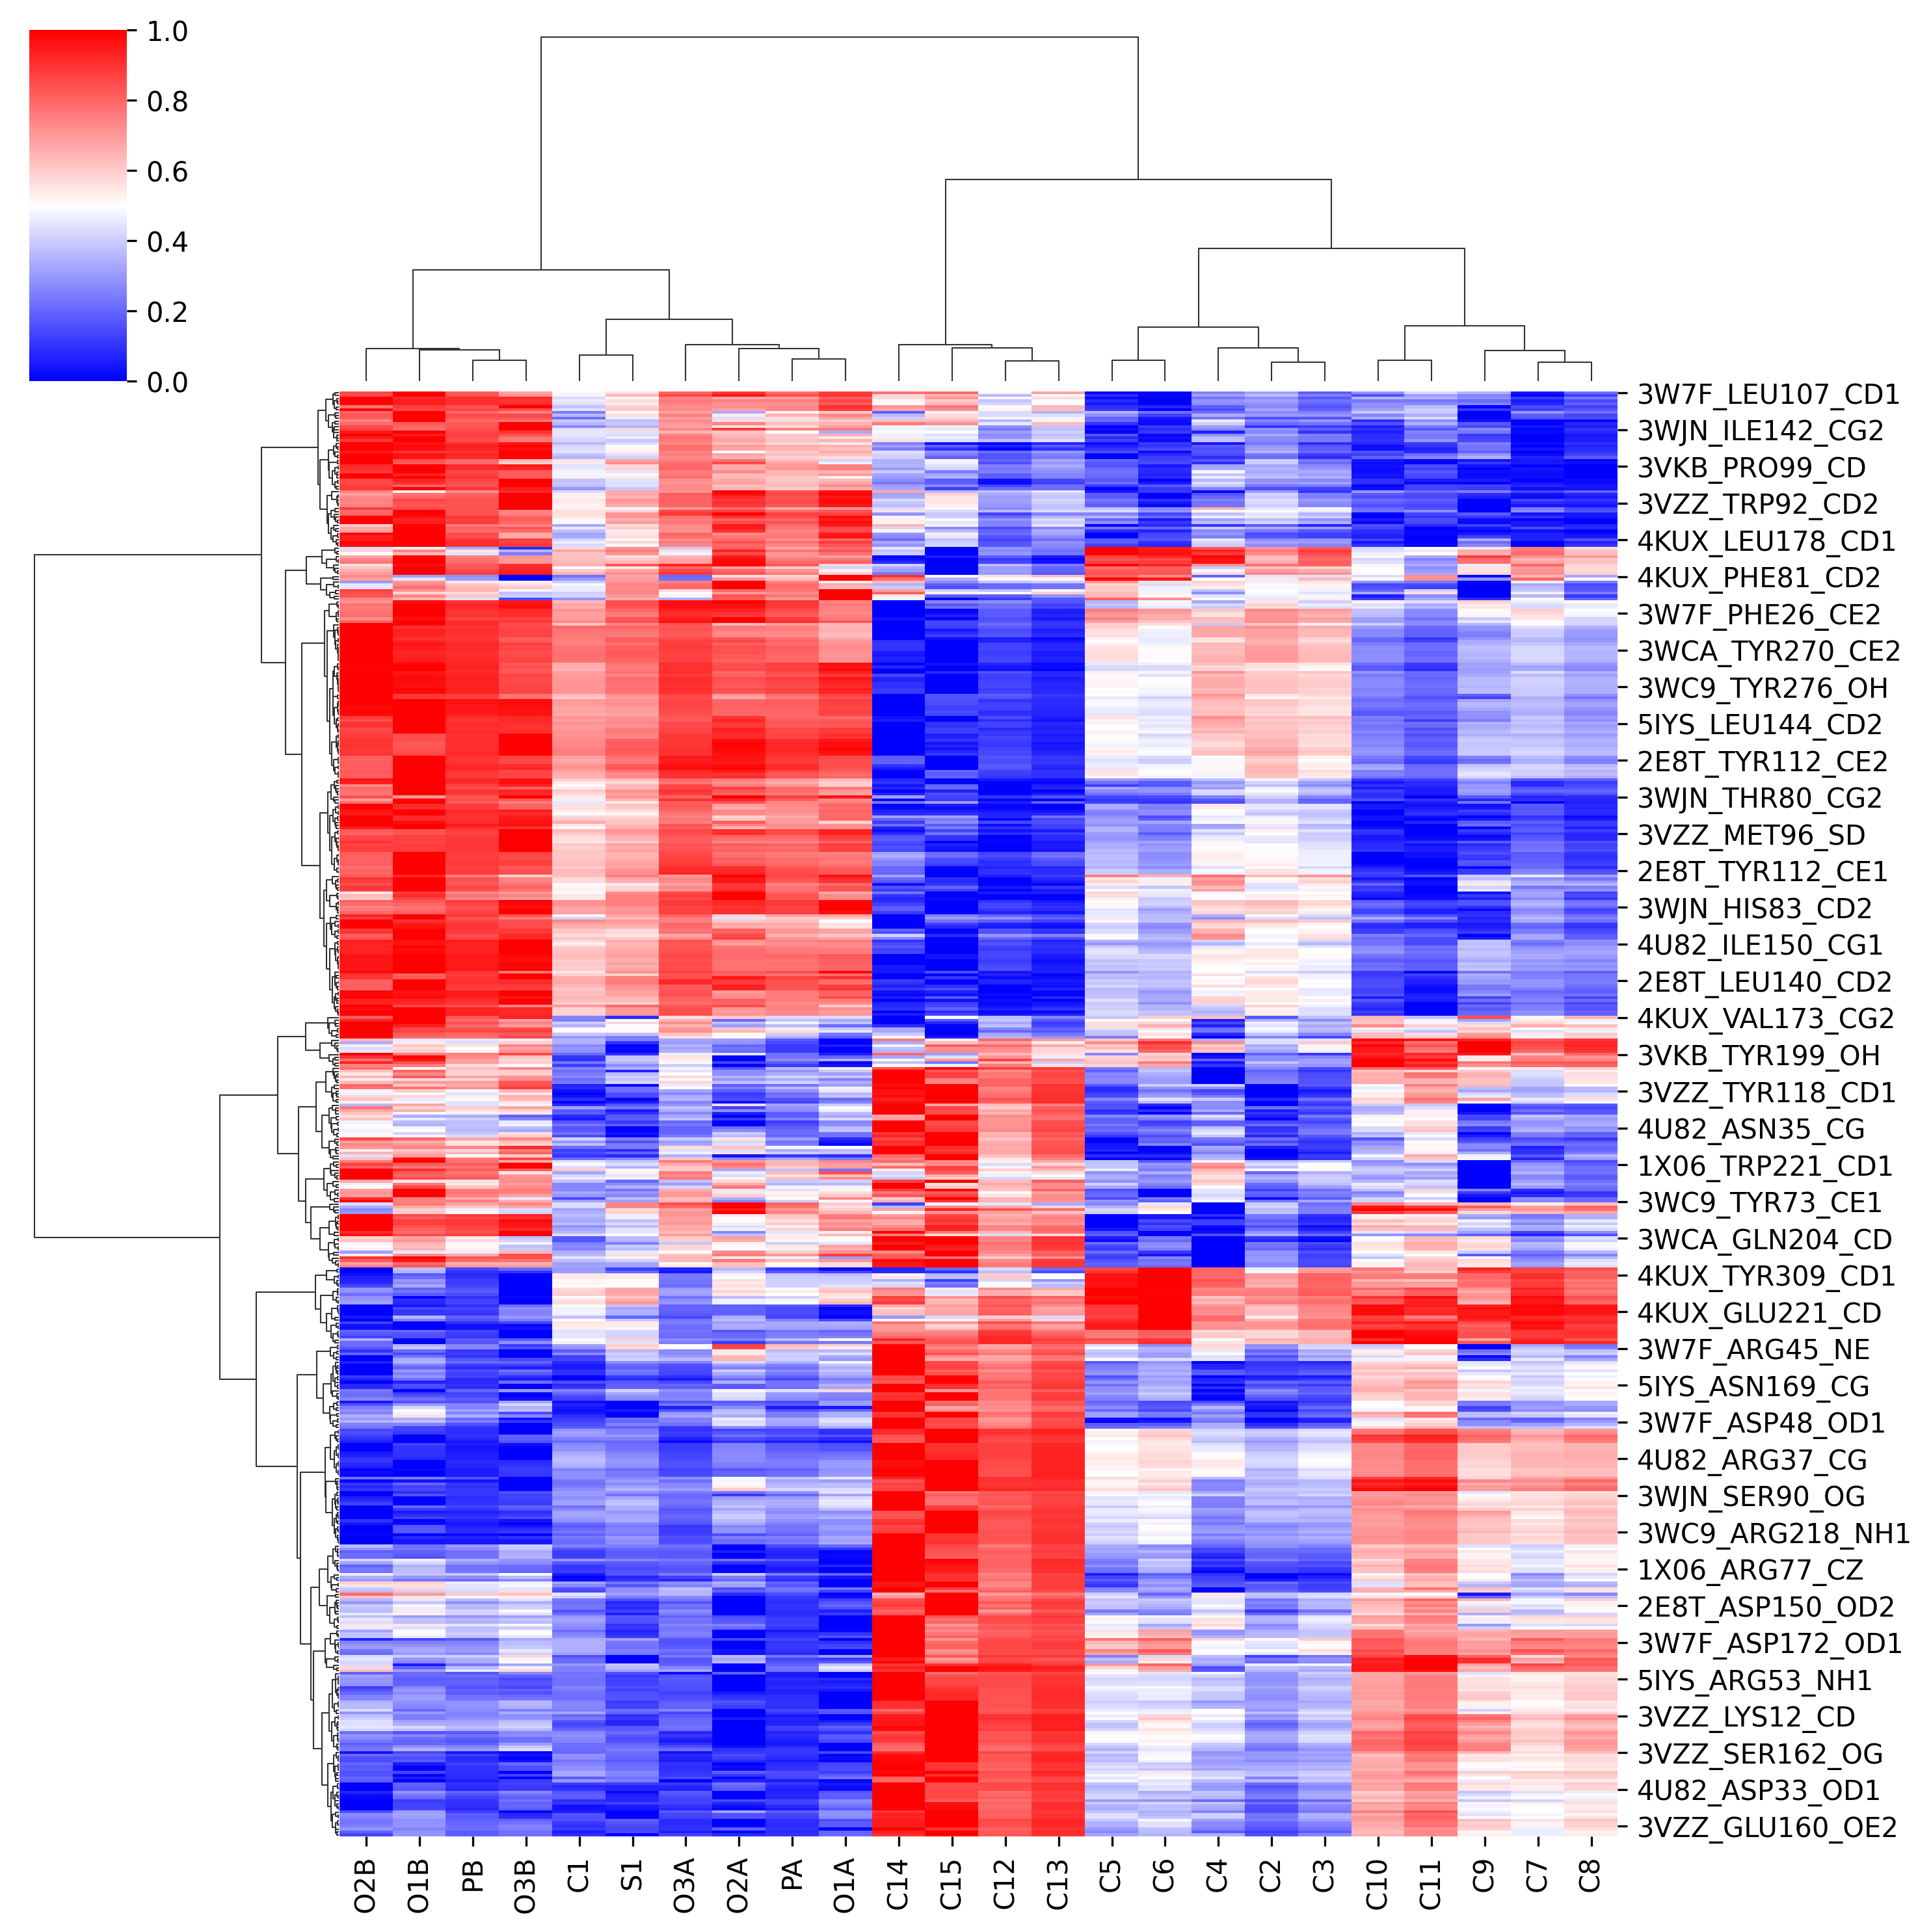 1.0
0.8
0.6
0.4
0.2
0.0
3W7F_LEU107_CD1
3WJN_ILE142_CG2
3VKB_PRO99_CD
3VZZ_TRP92_CD2
4KUX_LEU178_CD1
4KUX_PHE81_CD2
3W7F_PHE26_CE2
3WCA_TYR270_CE2
3WC9_TYR276_OH
5IYS_LEU144_CD2
2E8T_TYR112_CE2
3WJN_THR80_CG2
3VZZ_MET96_SD
2E8T_TYR112_CE1
3WJN_HIS83_CD2
4U82_ILE150_CG1
2E8T_LEU140_CD2
4KUX_VAL173_CG2
3VKB_TYR199_OH
3VZZ_TYR118_CD1
4U82_ASN35_CG
1X06_TRP221_CD1
3WC9_TYR73_CE1
3WCA_GLN204_CD
4KUX_TYR309_CD1
4KUX_GLU221_CD
3W7F_ARG45_NE
5IYS_ASN169_CG
3W7F_ASP48_OD1
4U82_ARG37_CG
3WJN_SER90_OG
3WC9_ARG218_NH1
1X06_ARG77_CZ
2E8T_ASP150_OD2
3W7F_ASP172_OD1
5IYS_ARG53_NH1
3VZZ_LYS12_CD
3VZZ_SER162_OG
4U82_ASP33_OD1
3VZZ_GLU160_OE2
O2B O1B PB O3B C1 S1 O3A O2A PA O1A C14 C15 C12 C13 C5 C6 C4 C2 C3 C10 C11 C9 C7 C8